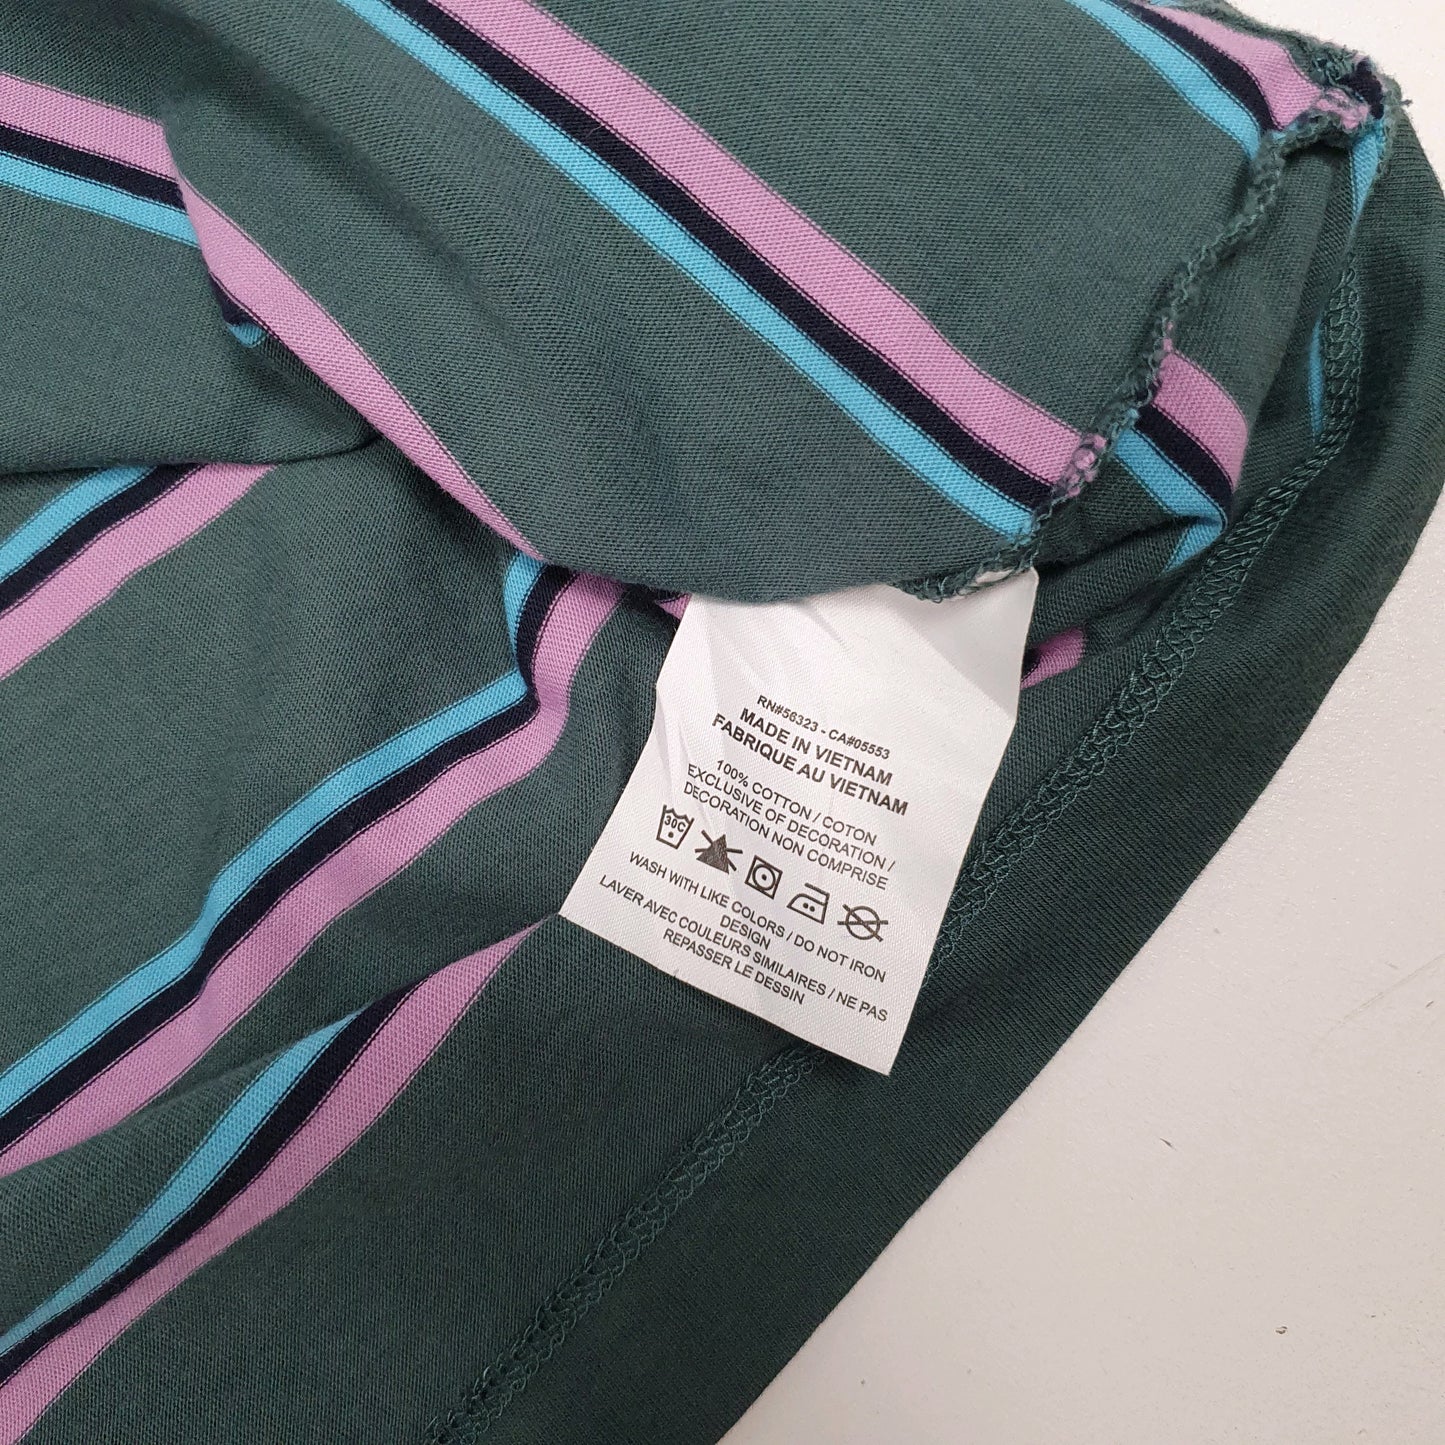 RN#56323 - CA#05553
MADE IN VIETNAM
FABRIQUE AU VIETNAM
100% COTTON / COTON
EXCLUSIVE OF DECORATION /
DECORATION NON COMPRISE
30C
WASH WITH LIKE COLORS / DO NOT IRON
DESIGN
LAVER AVEC COULEURS SIMILAIRES / NE PAS
REPASSER LE DESSIN